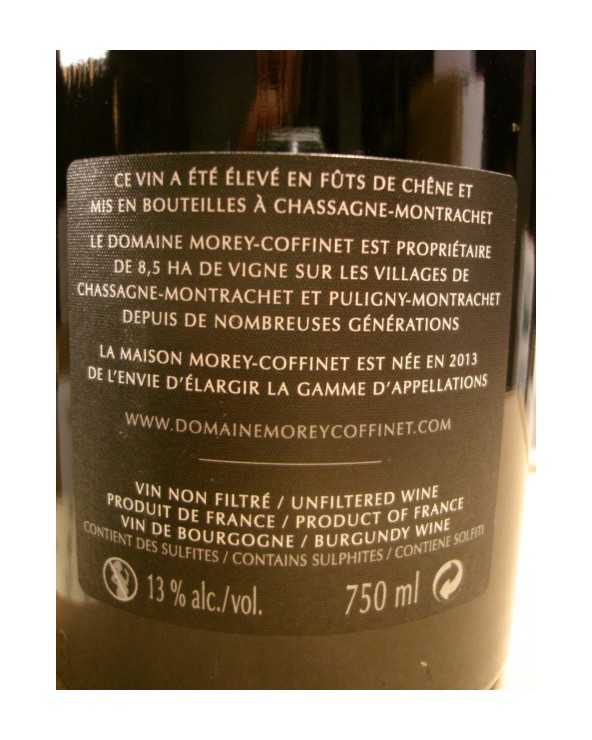 CE VIN A ÉTÉ ÉLEVÉ EN FÛTS DE CHÊNE ET
MIS EN BOUTEILLES À CHASSAGNE-MONTRACHET
LE DOMAINE MOREY-COFFINET EST PROPRIÉTAIRE
DE 8,5 HA DE VIGNE SUR LES VILLAGES DE
CHASSAGNE-MONTRACHET ET PULIGNY-MONTRACHET
DEPUIS DE NOMBREUSES GÉNÉRATIONS
LA MAISON MOREY-COFFINET EST NÉE EN 2013
DE L'ENVIE D'ÉLARGIR LA GAMME D'APPELLATIONS
WWW.DOMAINEMOREYCOFFINET.COM
VIN NON FILTRÉ / UNFILTERED WINE
PRODUIT DE FRANCE / PRODUCT OF FRANCE
VIN DE BOURGOGNE / BURGUNDY WINE
CONTIENT DES SULFITES / CONTAINS SULPHITES / CONTIENE SOLFITI
13 % alc./vol. 750 ml